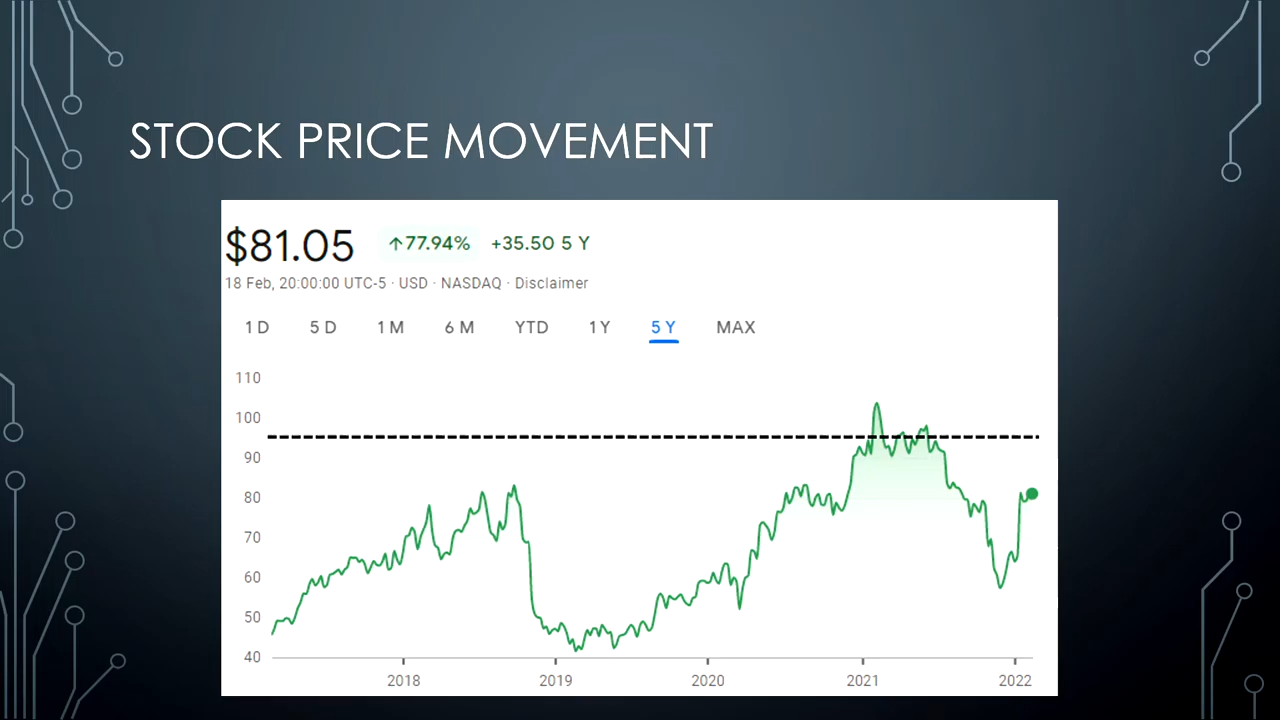 STOCK PRICE MOVEMENT
$81.05 ↑77.94% +35.50 5 Y
18 Feb, 20:00:00 UTC-5 · USD · NASDAQ · Disclaimer
1 D 5 D 1 M 6 M YTD 1 Y 5 Y MAX
110
100
90
80
70
60
50
40
2018 2019 2020 2021 2022